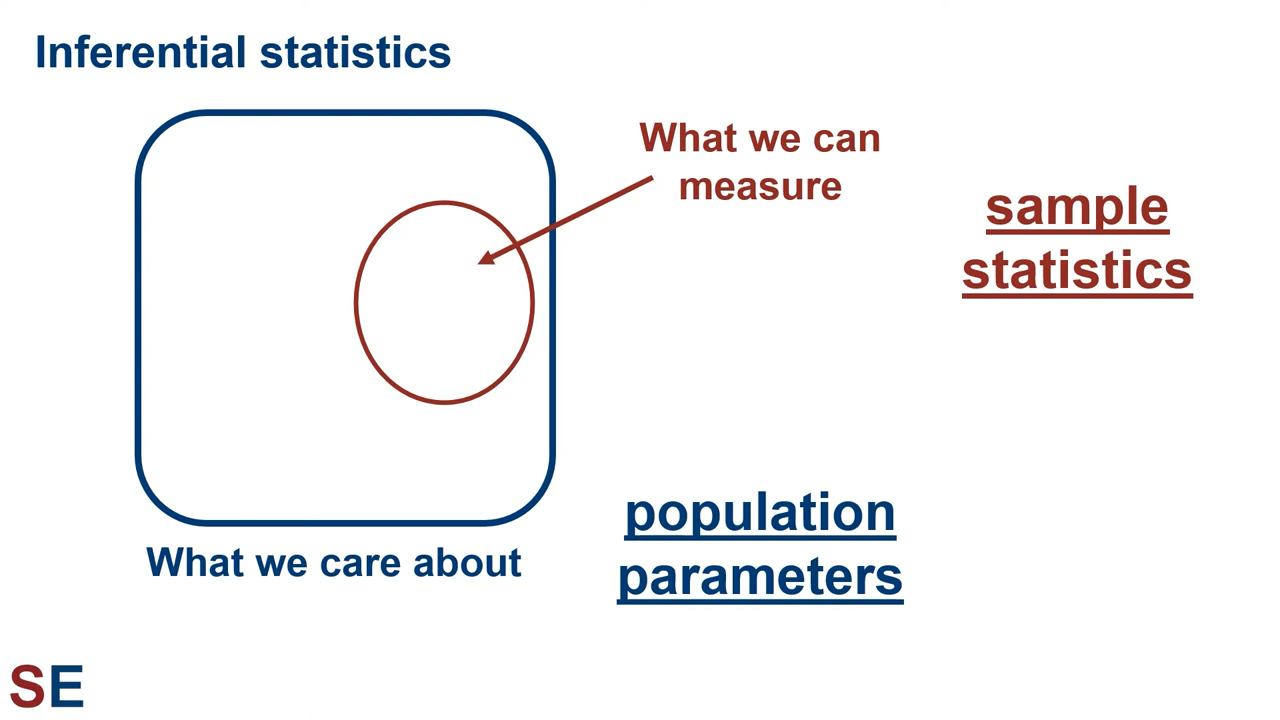 Inferential statistics
What we can
measure
sample
statistics
population
parameters
What we care about
SE